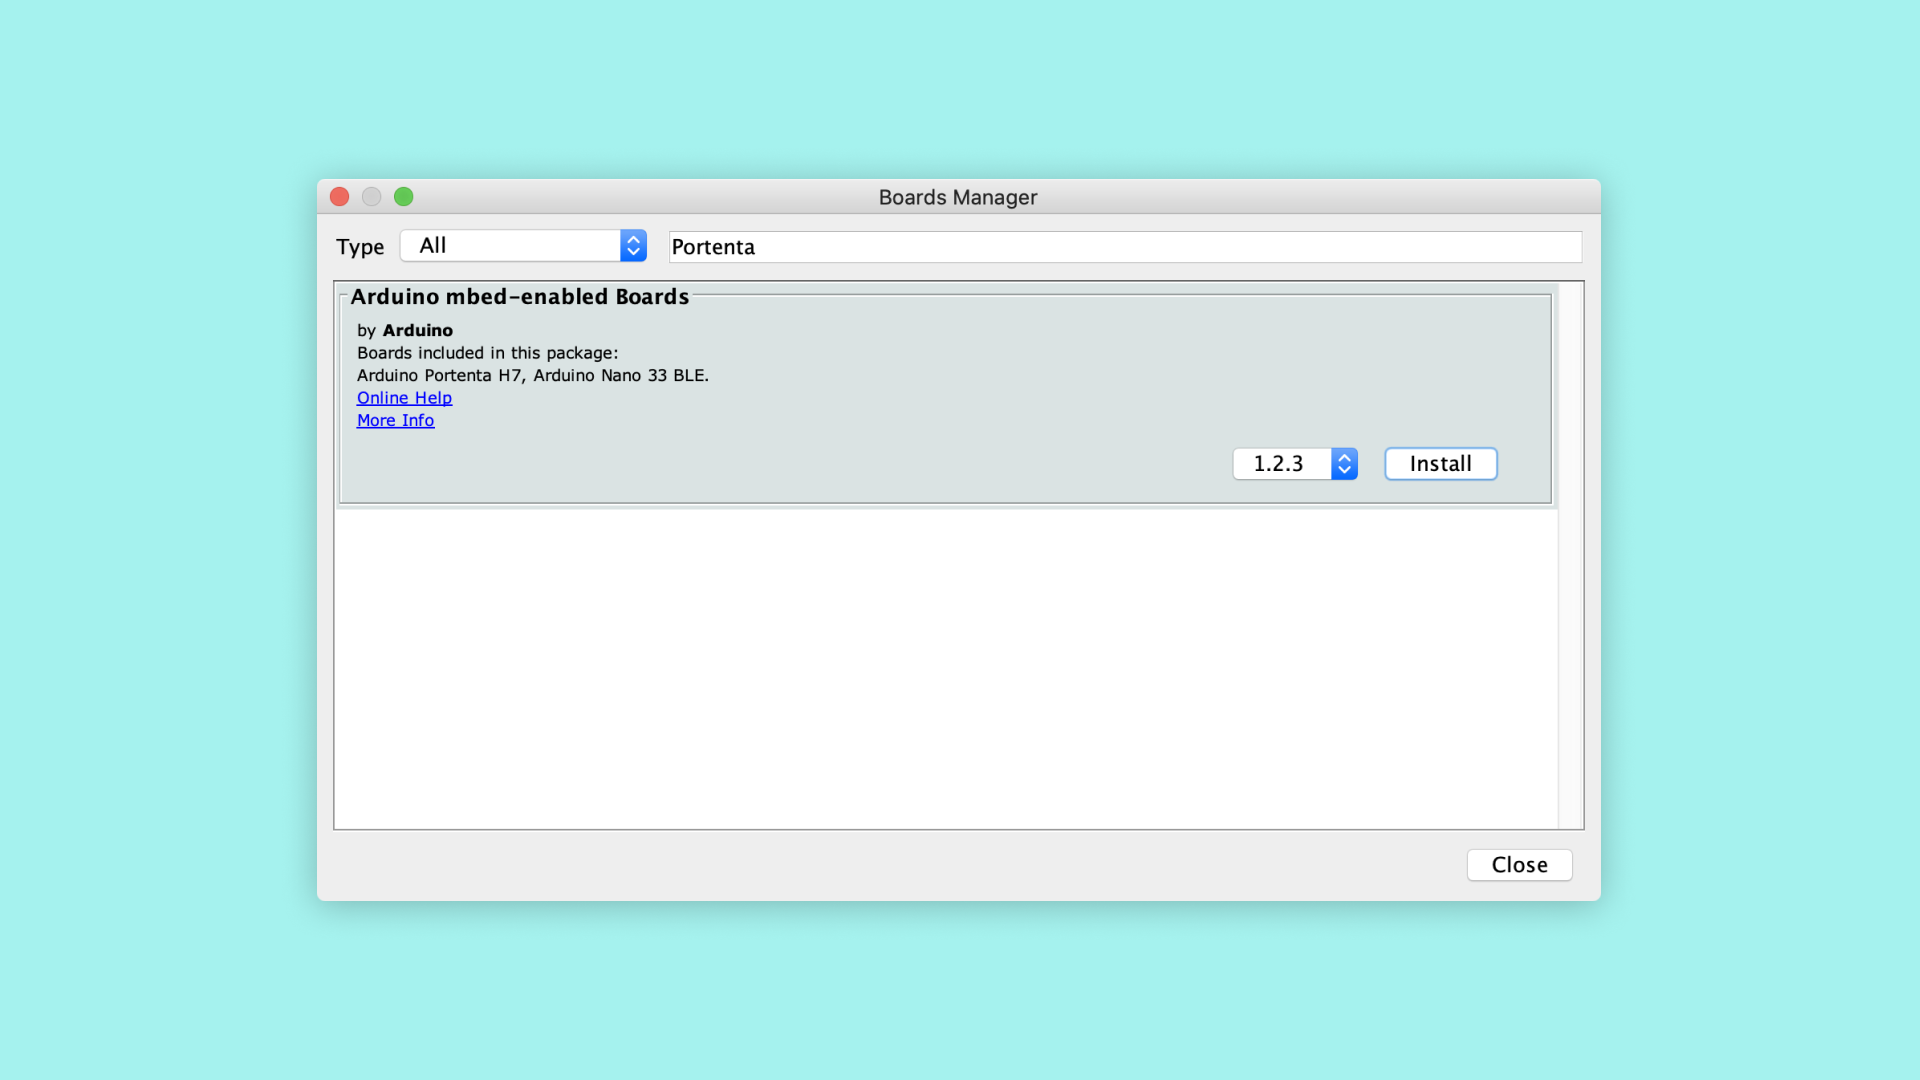 Boards Manager
Type All Portenta
Arduino mbed-enabled Boards
by Arduino
Boards included in this package:
Arduino Portenta H7, Arduino Nano 33 BLE.
Online Help
More Info
1.2.3 Install
Close